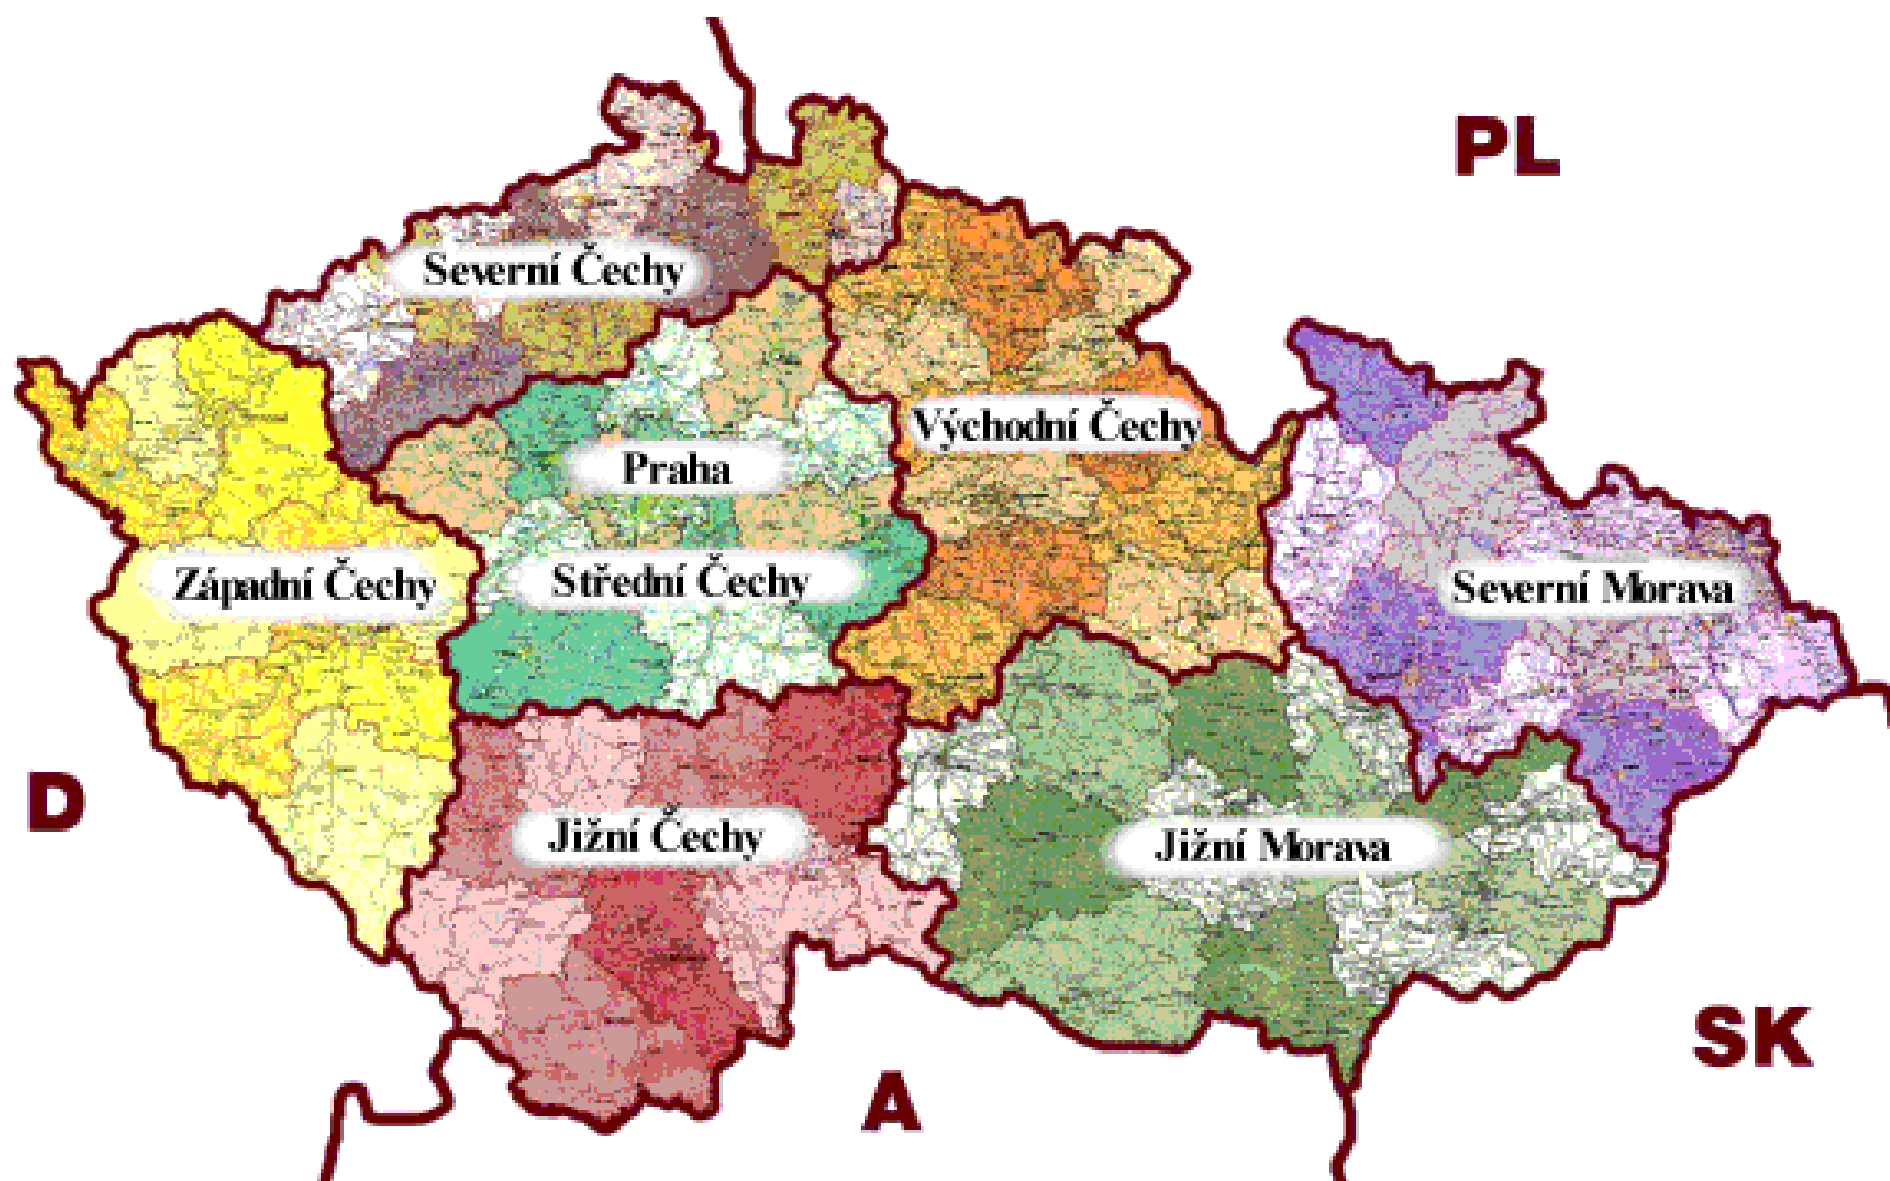 PL
Severní Čechy
Východní Čechy
Praha
Západní Čechy
Střední Čechy
Severní Morava
D
Jižní Čechy
Jižní Morava
SK
A